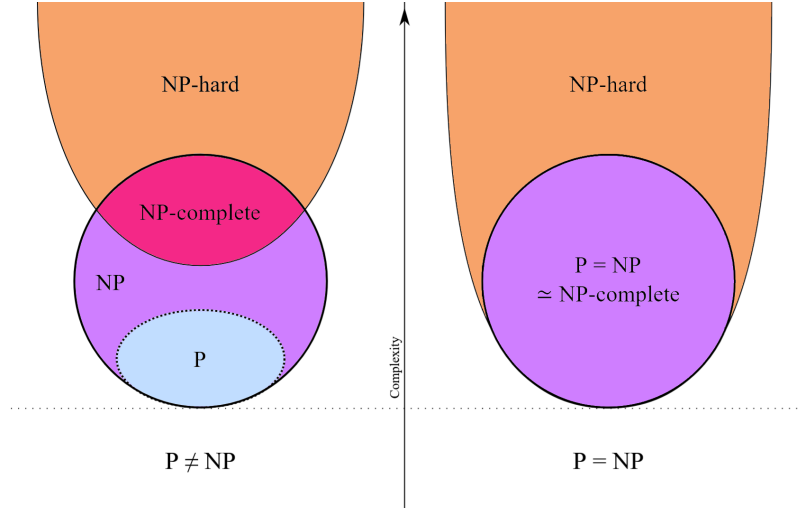 NP-hard
NP-complete
NP
P
P ≠ NP
Complexity
NP-hard
P = NP
≃ NP-complete
P = NP